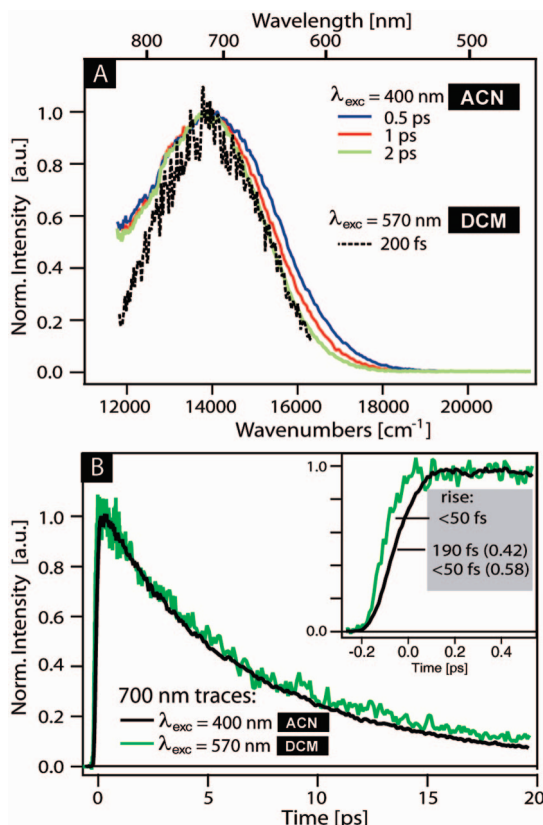 Wavelength [nm]
800 700 600 500
A
Norm. Intensity [a.u.]
1.0
0.8
0.6
0.4
0.2
0.0
λexc = 400 nm ACN
0.5 ps
1 ps
2 ps
λexc = 570 nm DCM
200 fs
12000 14000 16000 18000 20000
Wavenumbers [cm⁻¹]
B
Norm. Intensity [a.u.]
1.0
0.8
0.6
0.4
0.2
0.0
1.0
0.0
rise:
<50 fs
190 fs (0.42)
<50 fs (0.58)
-0.2 0.0 0.2 0.4
Time [ps]
700 nm traces:
λexc = 400 nm ACN
λexc = 570 nm DCM
0 5 10 15 20
Time [ps]